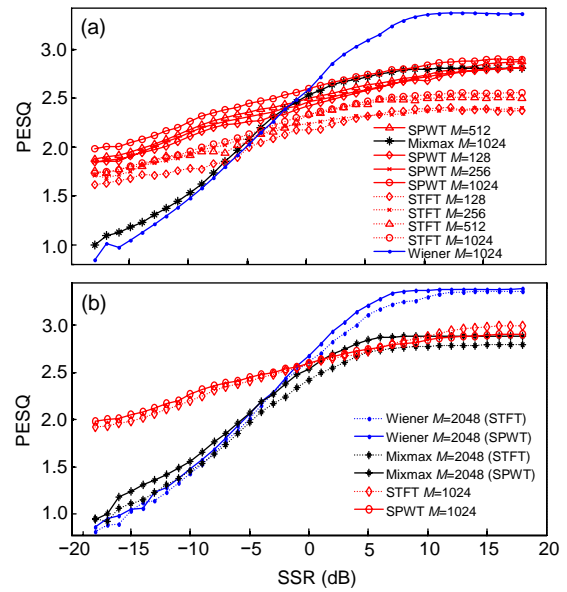 (a)
PESQ
3.0
2.5
2.0
1.5
1.0
SPWT M=512
Mixmax M=1024
SPWT M=128
SPWT M=256
SPWT M=1024
STFT M=128
STFT M=256
STFT M=512
STFT M=1024
Wiener M=1024
(b)
PESQ
3.0
2.5
2.0
1.5
1.0
Wiener M=2048 (STFT)
Wiener M=2048 (SPWT)
Mixmax M=2048 (STFT)
Mixmax M=2048 (SPWT)
STFT M=1024
SPWT M=1024
−20 −15 −10 −5 0 5 10 15 20
SSR (dB)